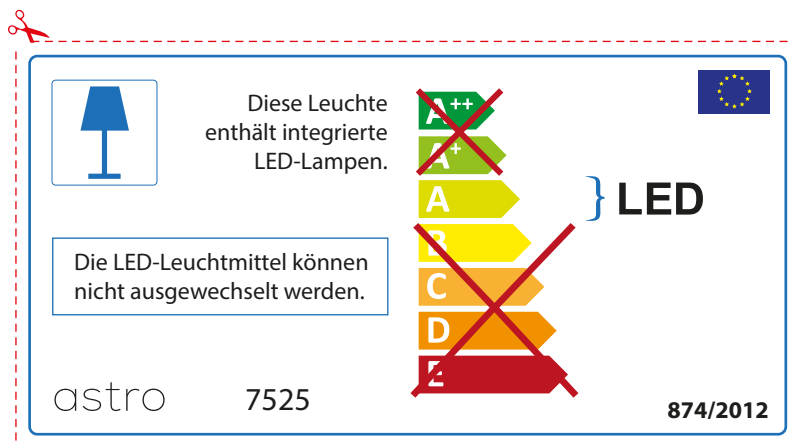 Diese Leuchte
enthält integrierte
LED-Lampen.
A++
A+
A
B
C
D
E
LED
Die LED-Leuchtmittel können
nicht ausgewechselt werden.
astro
7525
874/2012